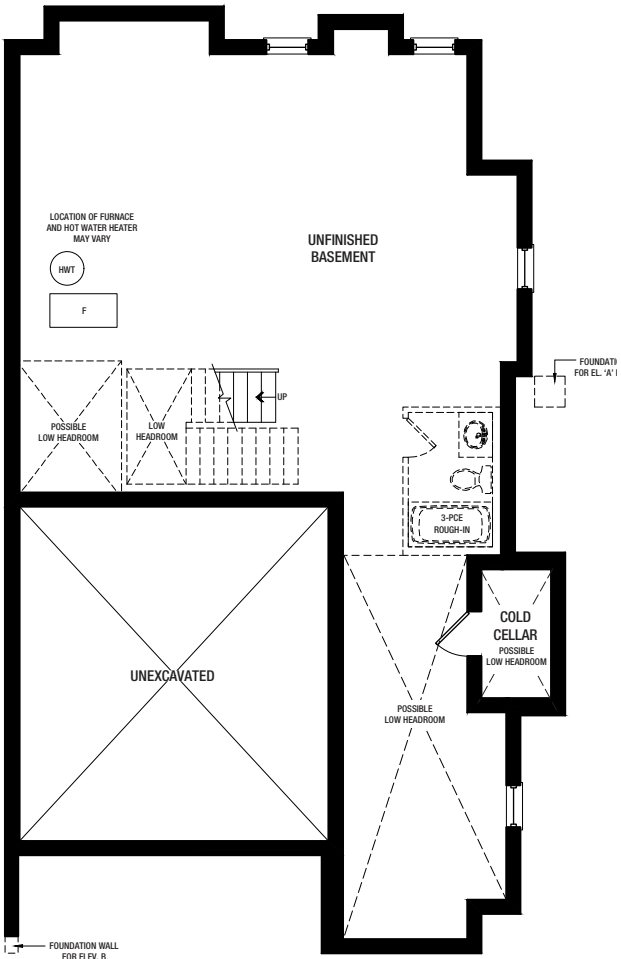 LOCATION OF FURNACE
AND HOT WATER HEATER
MAY VARY
HWT
F
UNFINISHED
BASEMENT
FOUNDATI
FOR EL. 'A'
UP
POSSIBLE
LOW HEADROOM
LOW
HEADROOM
3-PCE
ROUGH-IN
UNEXCAVATED
COLD
CELLAR
POSSIBLE
LOW HEADROOM
POSSIBLE
LOW HEADROOM
FOUNDATION WALL
FOR ELEV. B